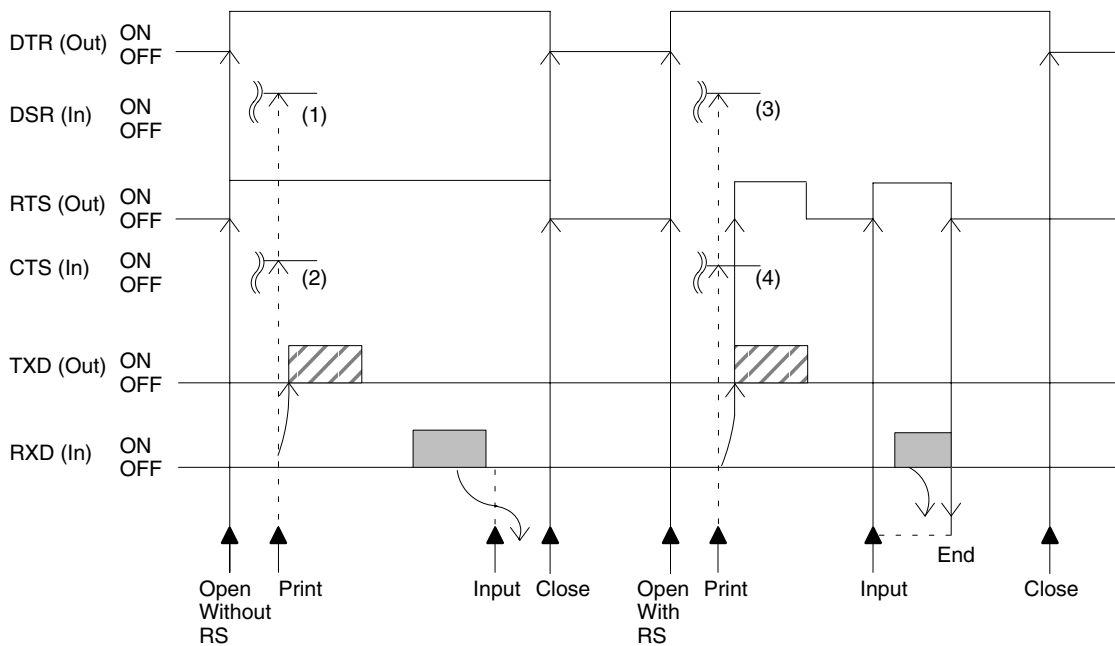 DTR (Out) ON
OFF
DSR (In) ON
OFF
(1) (3)
RTS (Out) ON
OFF
CTS (In) ON
OFF
(2) (4)
TXD (Out) ON
OFF
RXD (In) ON
OFF
End
Open
Without
RS
Print
Input
Close
Open
With
RS
Print
Input
Close